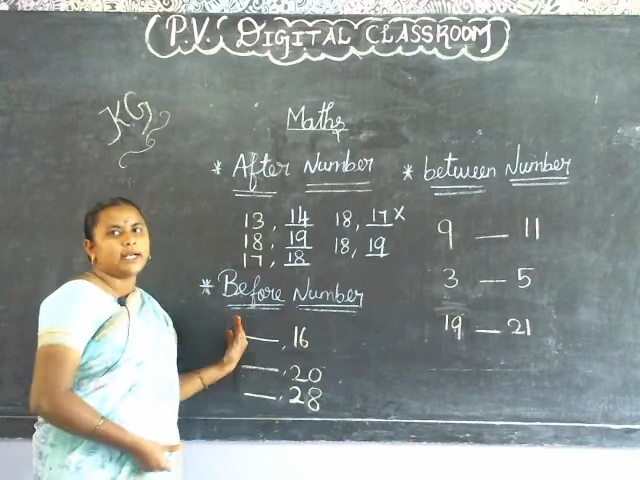 P.V. DIGITAL CLASSROOM
KG
Maths
* After Number
13, 14 18, 17 x
18, 19 18, 19
17, 18
* Before Number
—, 16
—, 20
—, 28
* between Number
9 — 11
3 — 5
19 — 21